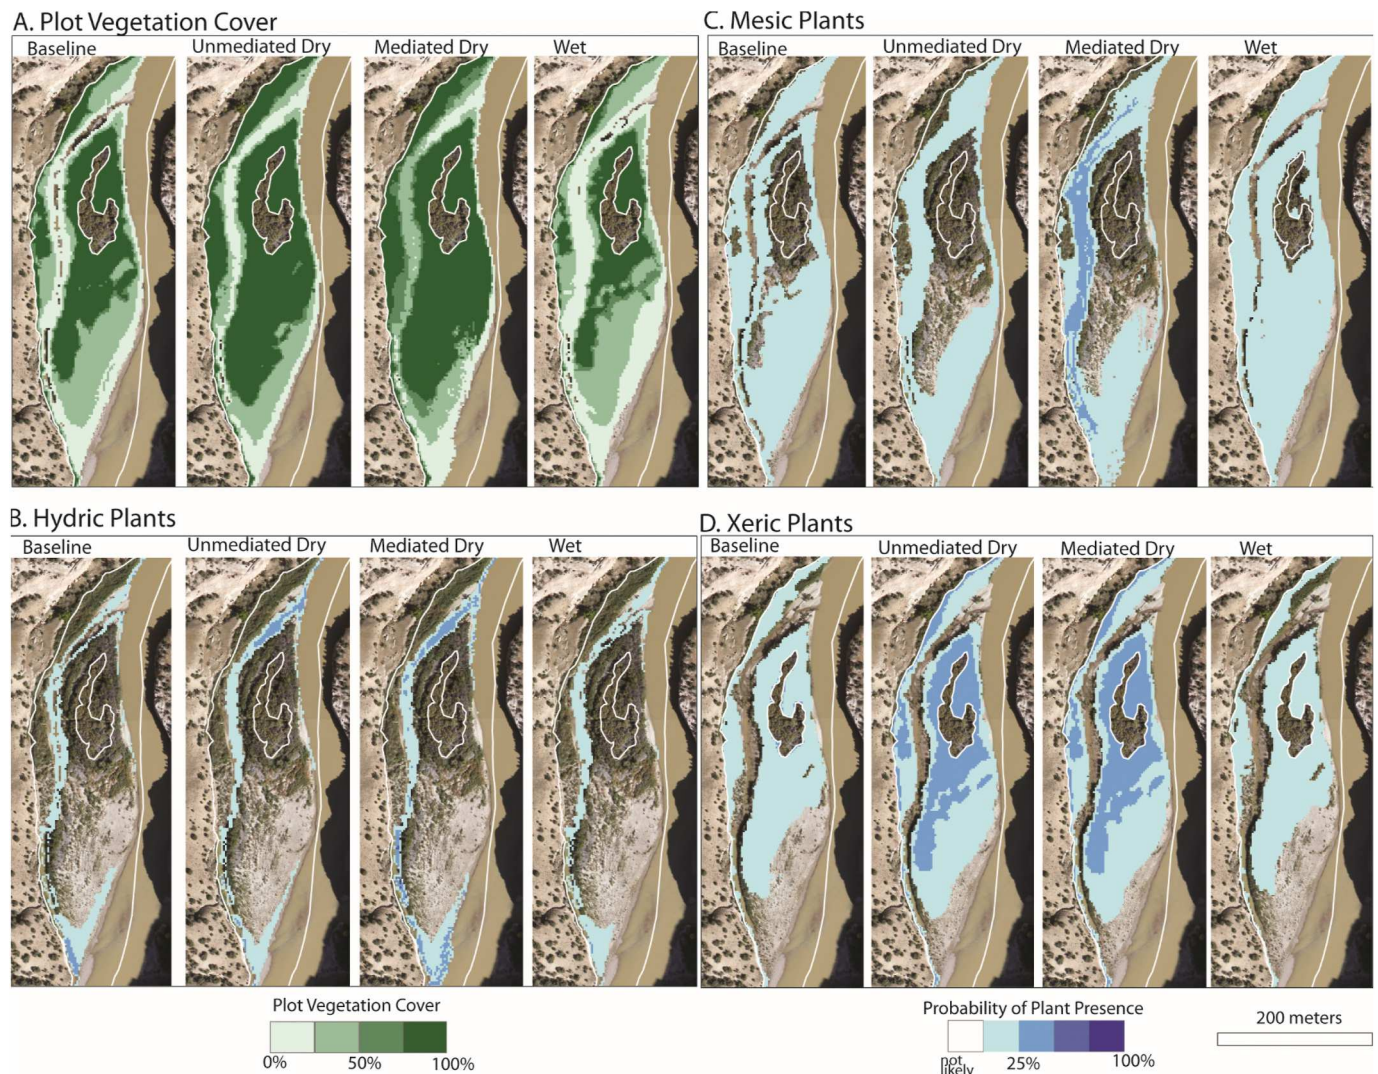 A. Plot Vegetation Cover
Baseline Unmediated Dry Mediated Dry Wet
C. Mesic Plants
Baseline Unmediated Dry Mediated Dry Wet
B. Hydric Plants
Baseline Unmediated Dry Mediated Dry Wet
D. Xeric Plants
Baseline Unmediated Dry Mediated Dry Wet
Plot Vegetation Cover
0% 50% 100%
Probability of Plant Presence
not likely 25% 100%
200 meters